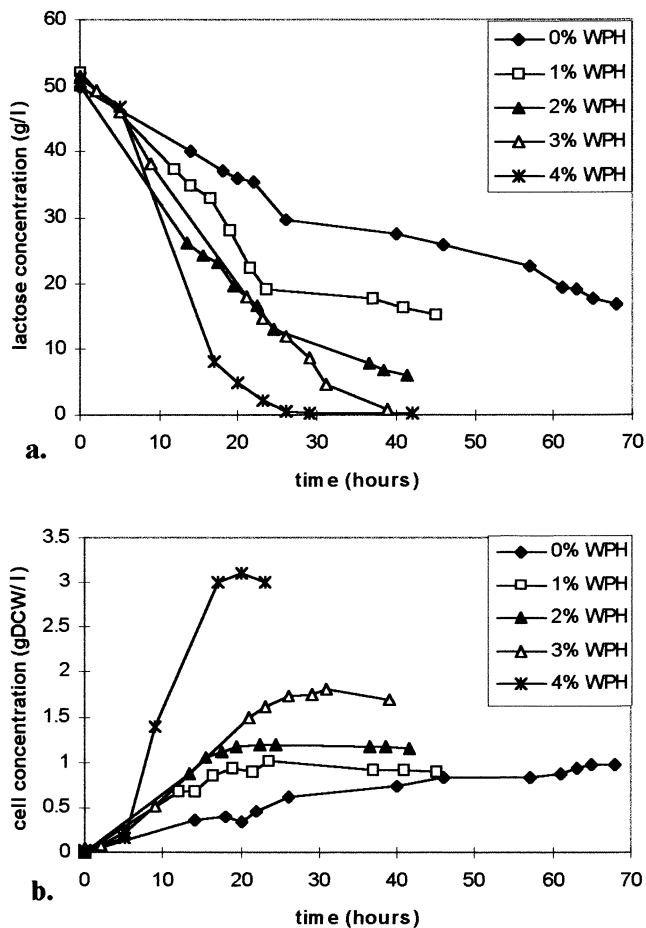 60
50
40
30
20
10
0
lactose concentration (g/l)
0% WPH
1% WPH
2% WPH
3% WPH
4% WPH
0 10 20 30 40 50 60 70
a.
time (hours)
3.5
3
2.5
2
1.5
1
0.5
0
cell concentration (gDCW/l)
0% WPH
1% WPH
2% WPH
3% WPH
4% WPH
0 10 20 30 40 50 60 70
b.
time (hours)